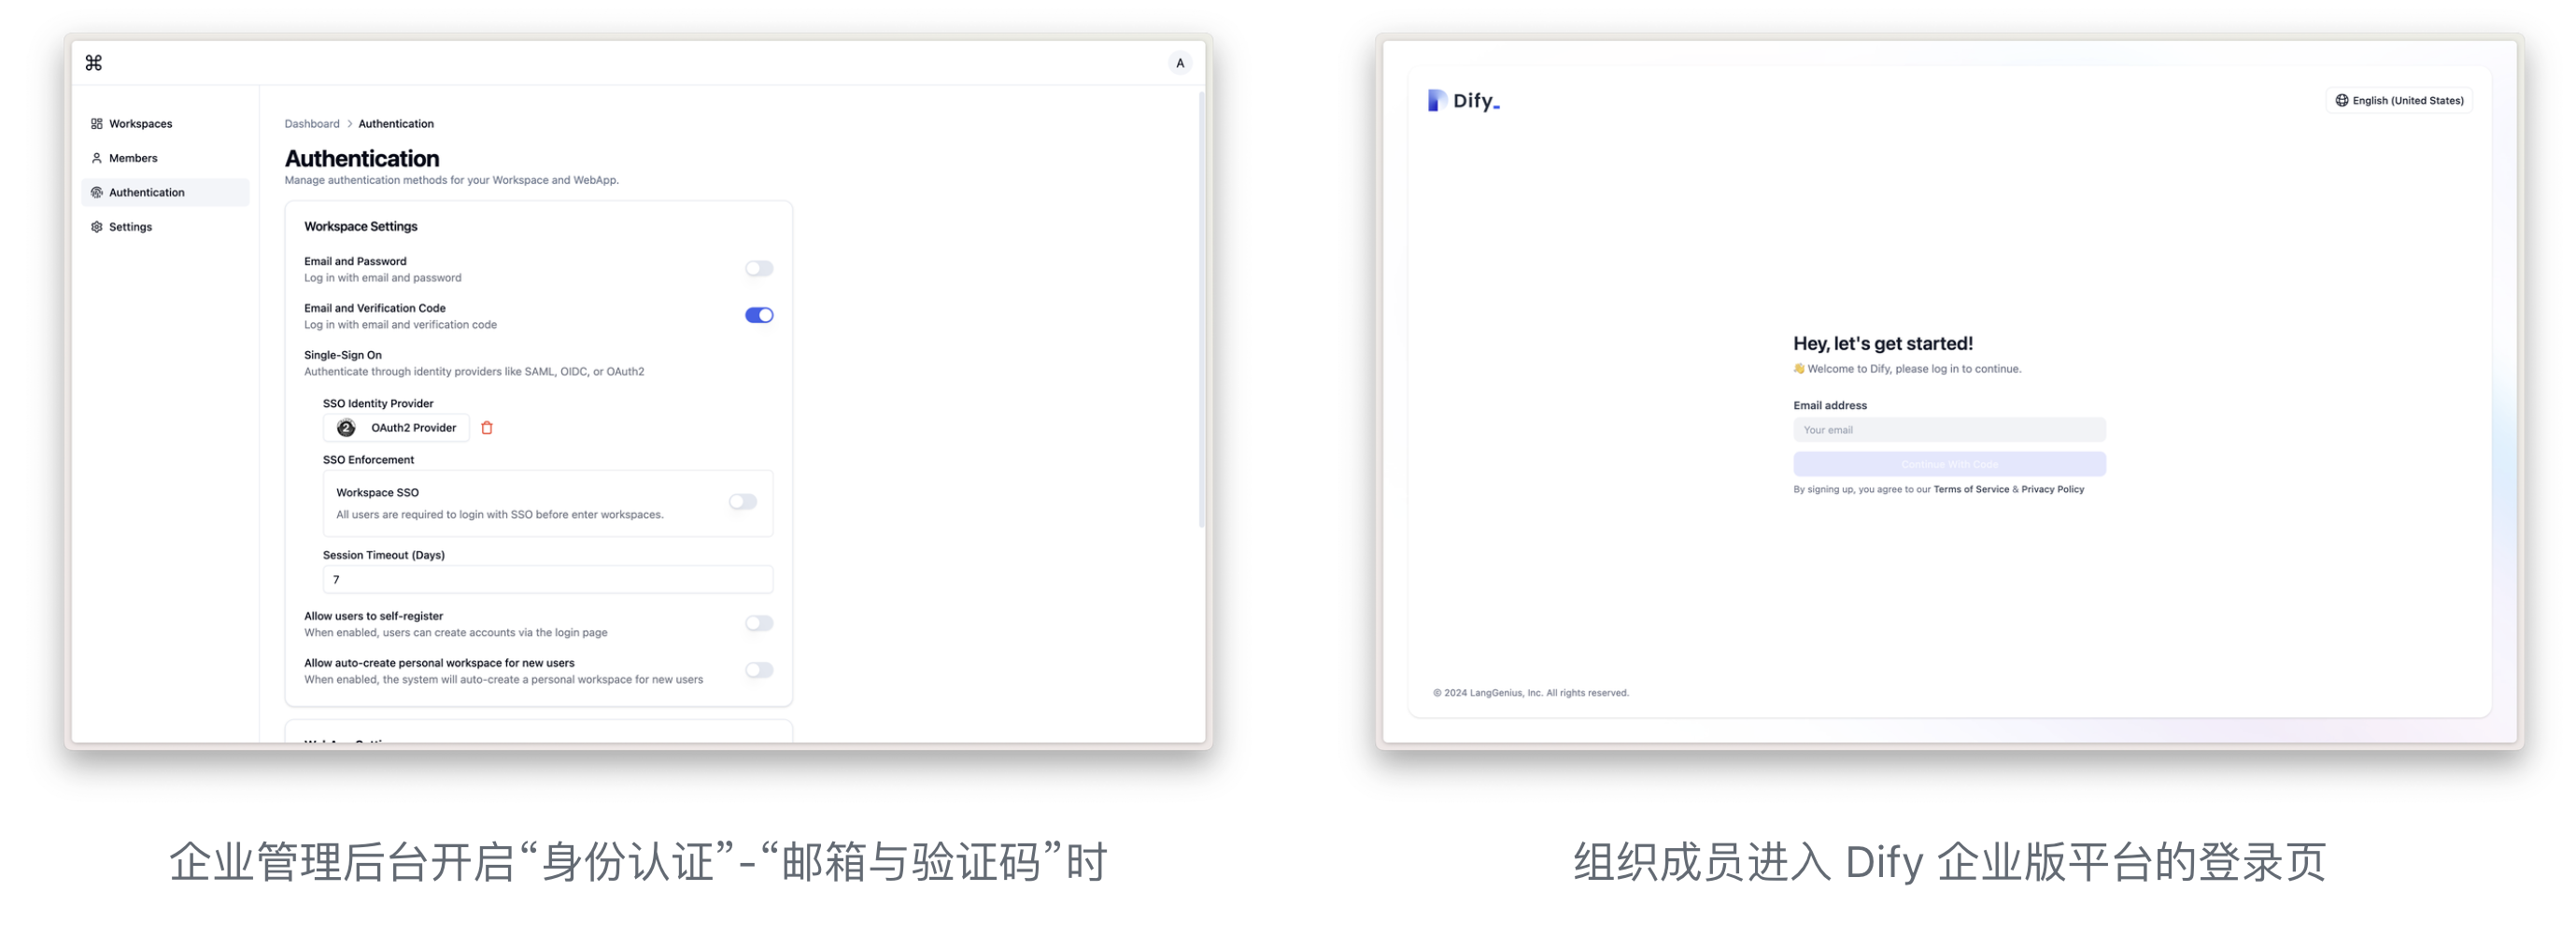 A
Workspaces
Members
Authentication
Settings
Dashboard > Authentication
Authentication
Manage authentication methods for your Workspace and WebApp.
Workspace Settings
Email and Password
Log in with email and password
Email and Verification Code
Log in with email and verification code
Single-Sign On
Authenticate through identity providers like SAML, OIDC, or OAuth2
SSO Identity Provider
2 OAuth2 Provider
SSO Enforcement
Workspace SSO
All users are required to login with SSO before enter workspaces.
Session Timeout (Days)
7
Allow users to self-register
When enabled, users can create accounts via the login page
Allow auto-create personal workspace for new users
When enabled, the system will auto-create a personal workspace for new users
企业管理后台开启“身份认证”-“邮箱与验证码”时
Dify_
English (United States)
Hey, let's get started!
👋 Welcome to Dify, please log in to continue.
Email address
Your email
Continue With Code
By signing up, you agree to our Terms of Service & Privacy Policy
© 2024 LangGenius, Inc. All rights reserved.
组织成员进入 Dify 企业版平台的登录页